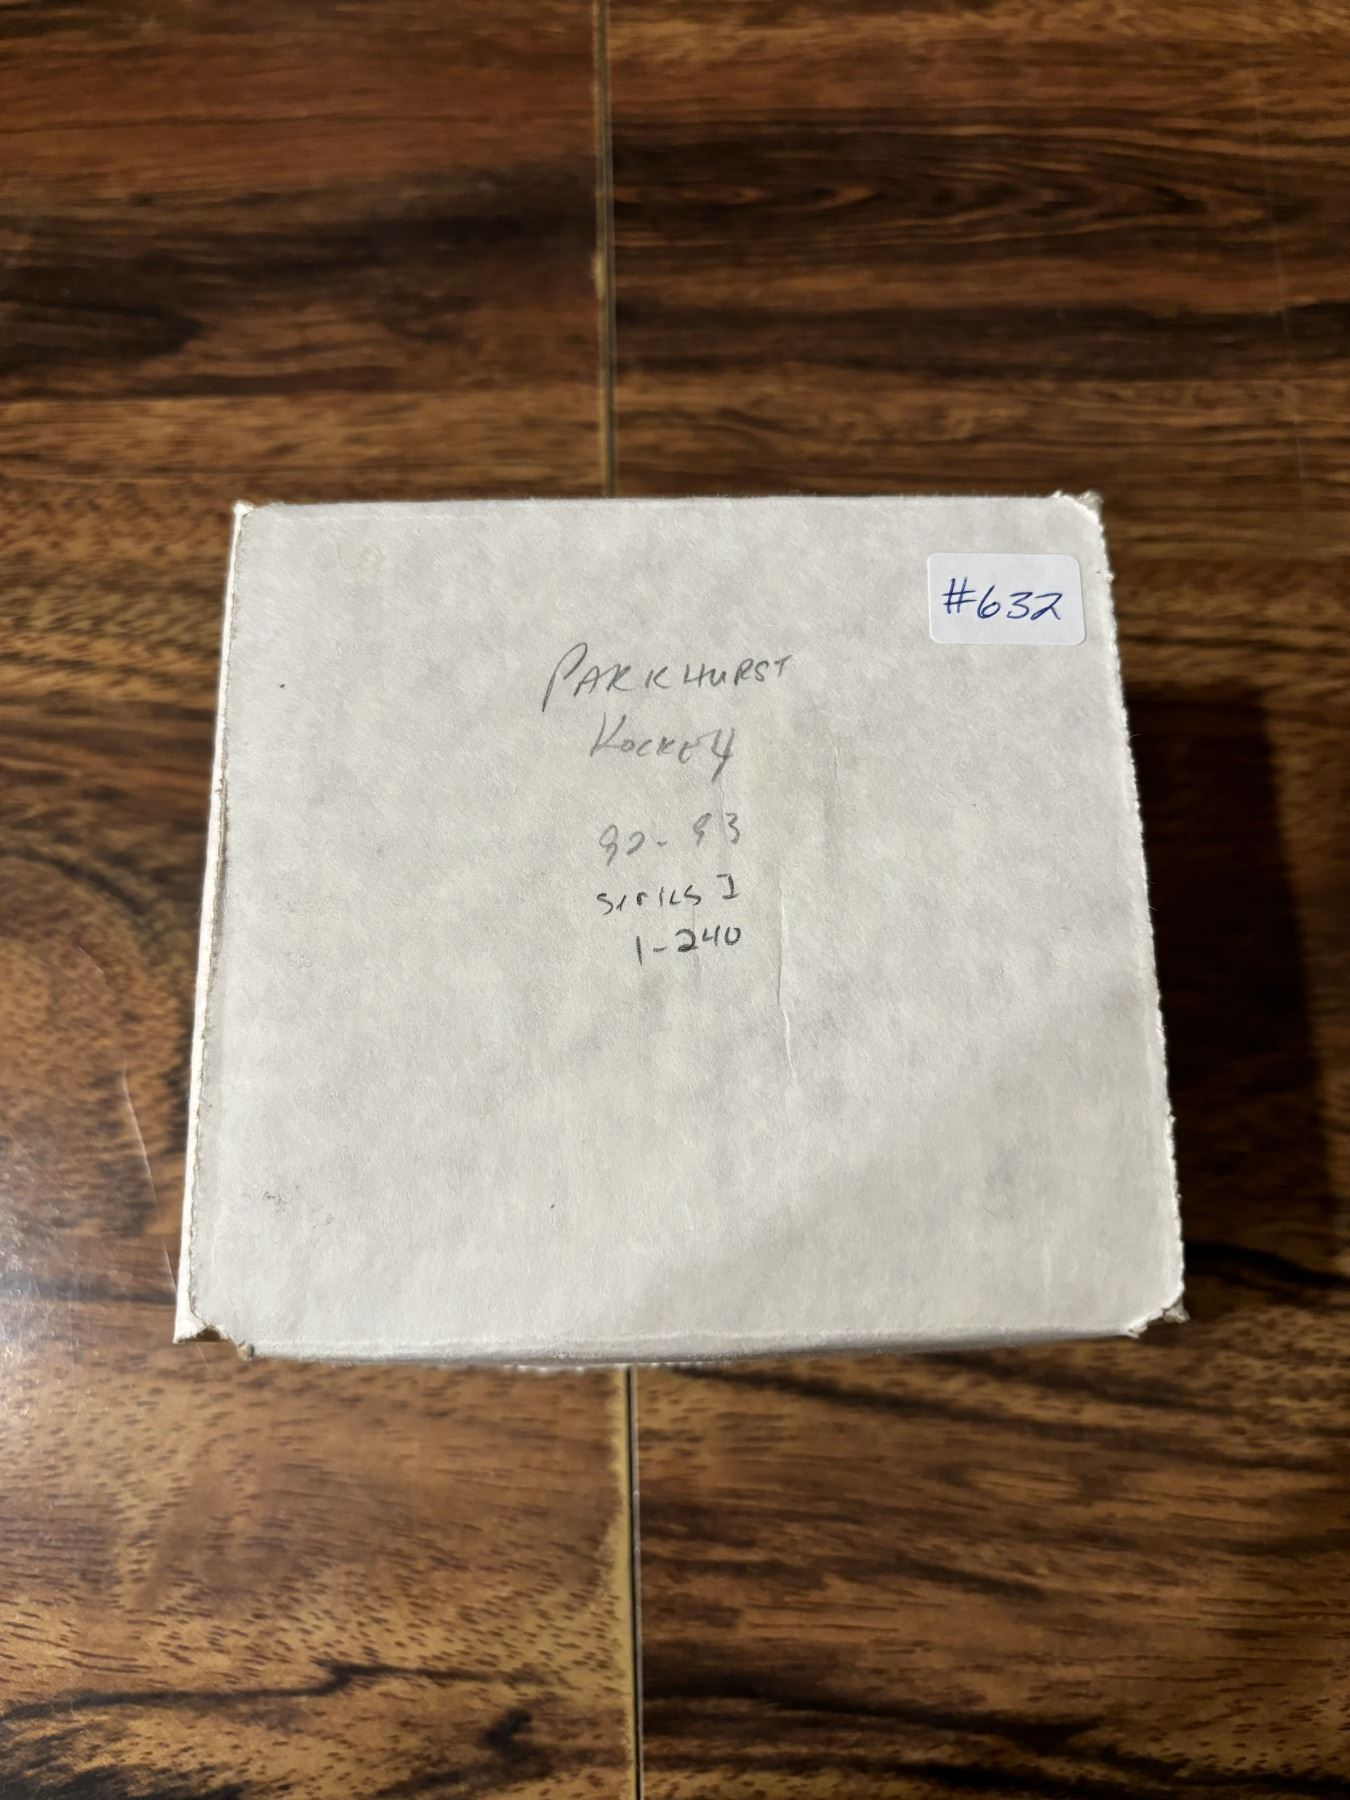 #632
PARKHURST
HOCKEY
92-93
series I
1-240